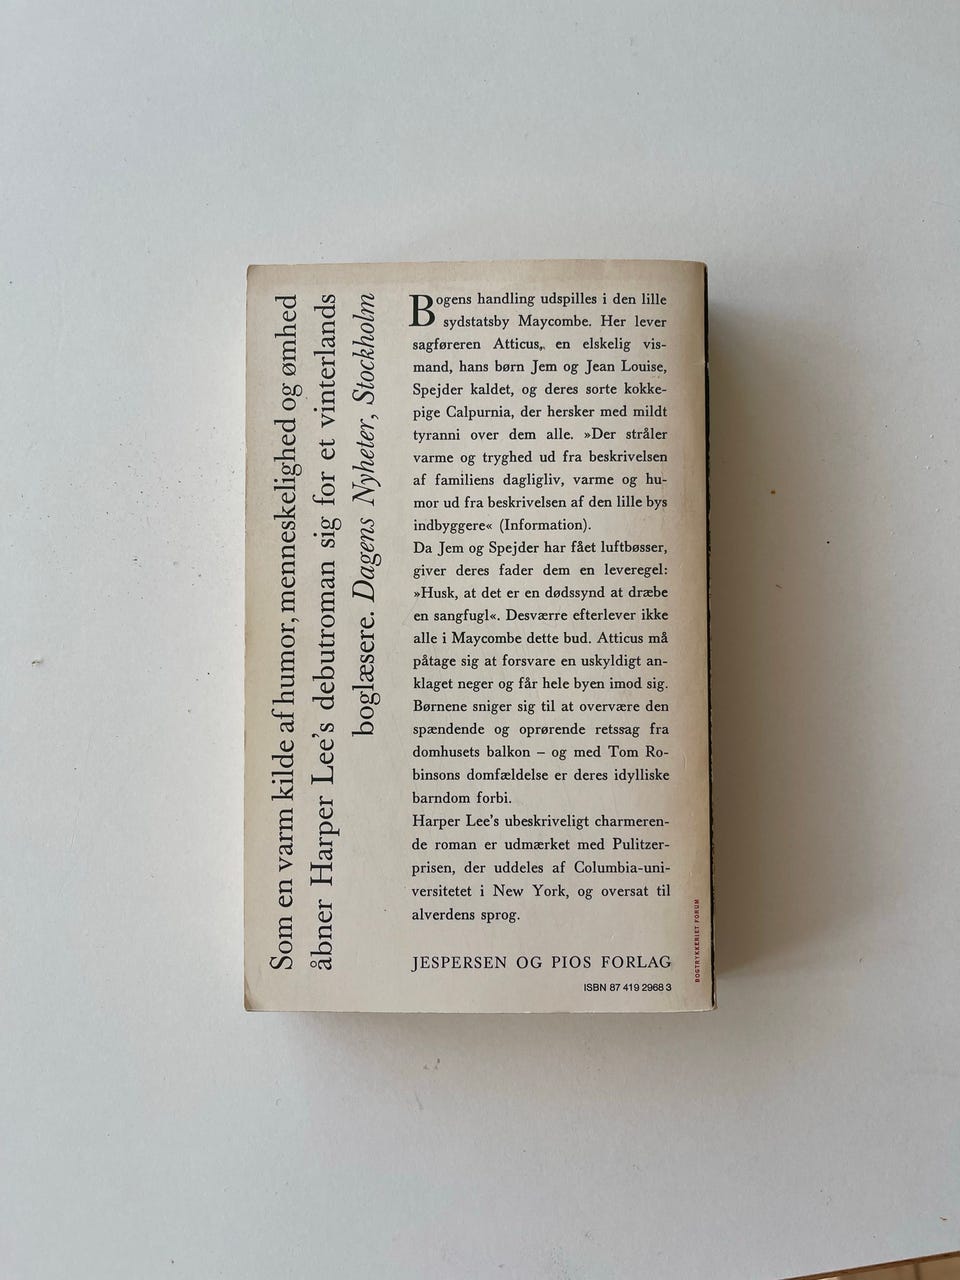 Som en varm kilde af humor, menneskelighed og ømhed
åbner Harper Lee's debutroman sig for et vinterlands
boglæsere. Dagens Nyheter, Stockholm
Bogens handling udspilles i den lille
sydstatsby Maycombe. Her lever
sagføreren Atticus, en elskelig vis-
mand, hans børn Jem og Jean Louise,
Spejder kaldet, og deres sorte kokke-
pige Calpurnia, der hersker med mildt
tyranni over dem alle. »Der stråler
varme og tryghed ud fra beskrivelsen
af familiens dagligliv, varme og hu-
mor ud fra beskrivelsen af den lille bys
indbyggere« (Information).
Da Jem og Spejder har fået luftbøsser,
giver deres fader dem en leveregel:
»Husk, at det er en dødssynd at dræbe
en sangfugl«. Desværre efterlever ikke
alle i Maycombe dette bud. Atticus må
påtage sig at forsvare en uskyldigt an-
klaget neger og får hele byen imod sig.
Børnene sniger sig til at overvære den
spændende og oprørende retssag fra
domhusets balkon – og med Tom Ro-
binsons domfældelse er deres idylliske
barndom forbi.
Harper Lee's ubeskriveligt charmeren-
de roman er udmærket med Pulitzer-
prisen, der uddeles af Columbia-uni-
versitetet i New York, og oversat til
alverdens sprog.
JESPERSEN OG PIOS FORLAG
ISBN 87 419 2968 3
BOGTRYKKERIET FORUM